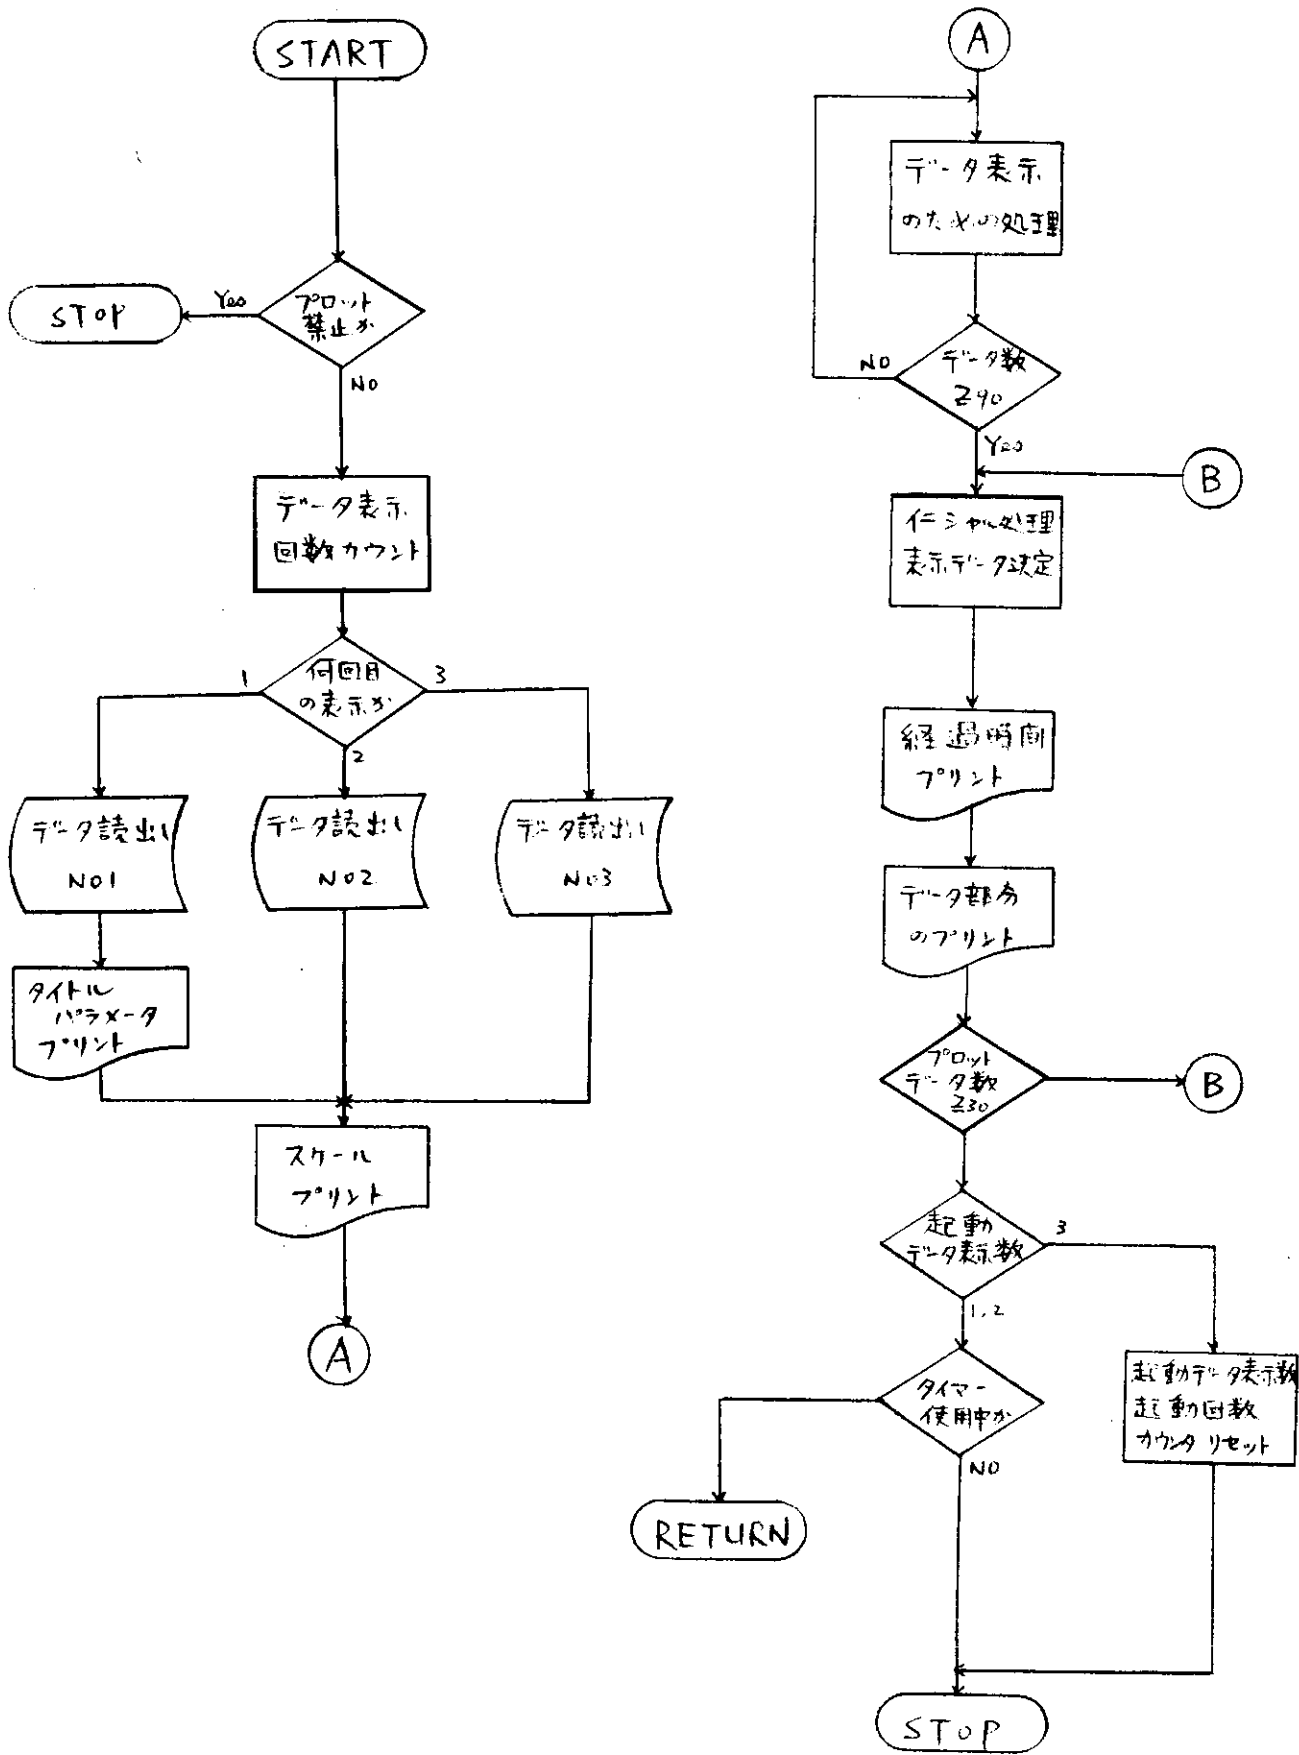 START
プロット
禁止か
Yes
STOP
NO
データ表示
回数カウント
何回目
の表示か
1
2
3
データ読出し
NO1
データ読出し
NO2
データ読出し
NO3
タイトル
パラメータ
プリント
スケール
プリント
A
A
データ表示
のための処理
データ数
≧90
NO
Yes
B
イニシャル処理
表示データ決定
経過時間
プリント
データ部分
のプリント
プロット
データ数
≧30
B
起動
データ表示数
3
1,2
起動データ表示数
起動回数
カウンタリセット
タイマー
使用中か
NO
RETURN
STOP